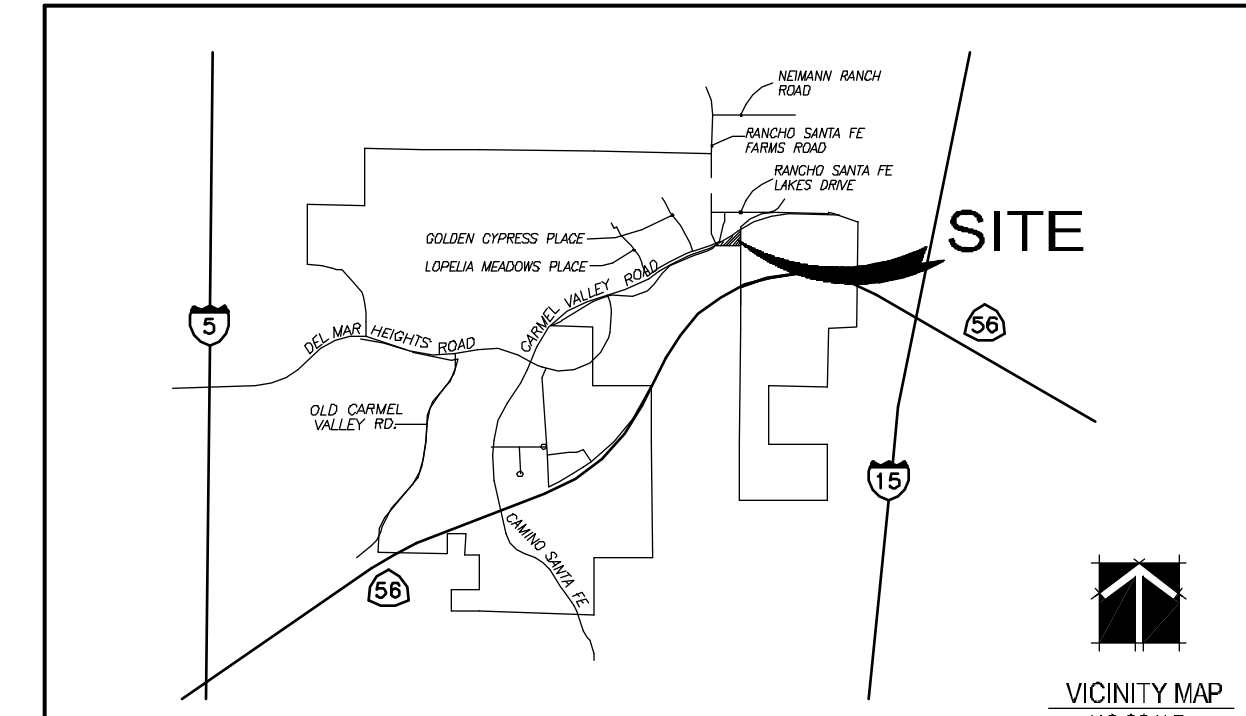 NEIMANN RANCH
ROAD
RANCHO SANTA FE
FARMS ROAD
RANCHO SANTA FE
LAKES DRIVE
SITE
GOLDEN CYPRESS PLACE
LOPELIA MEADOWS PLACE
CARMEL VALLEY ROAD
5
56
DEL MAR HEIGHTS ROAD
OLD CARMEL
VALLEY RD.
15
CAMINO SANTA FE
56
VICINITY MAP